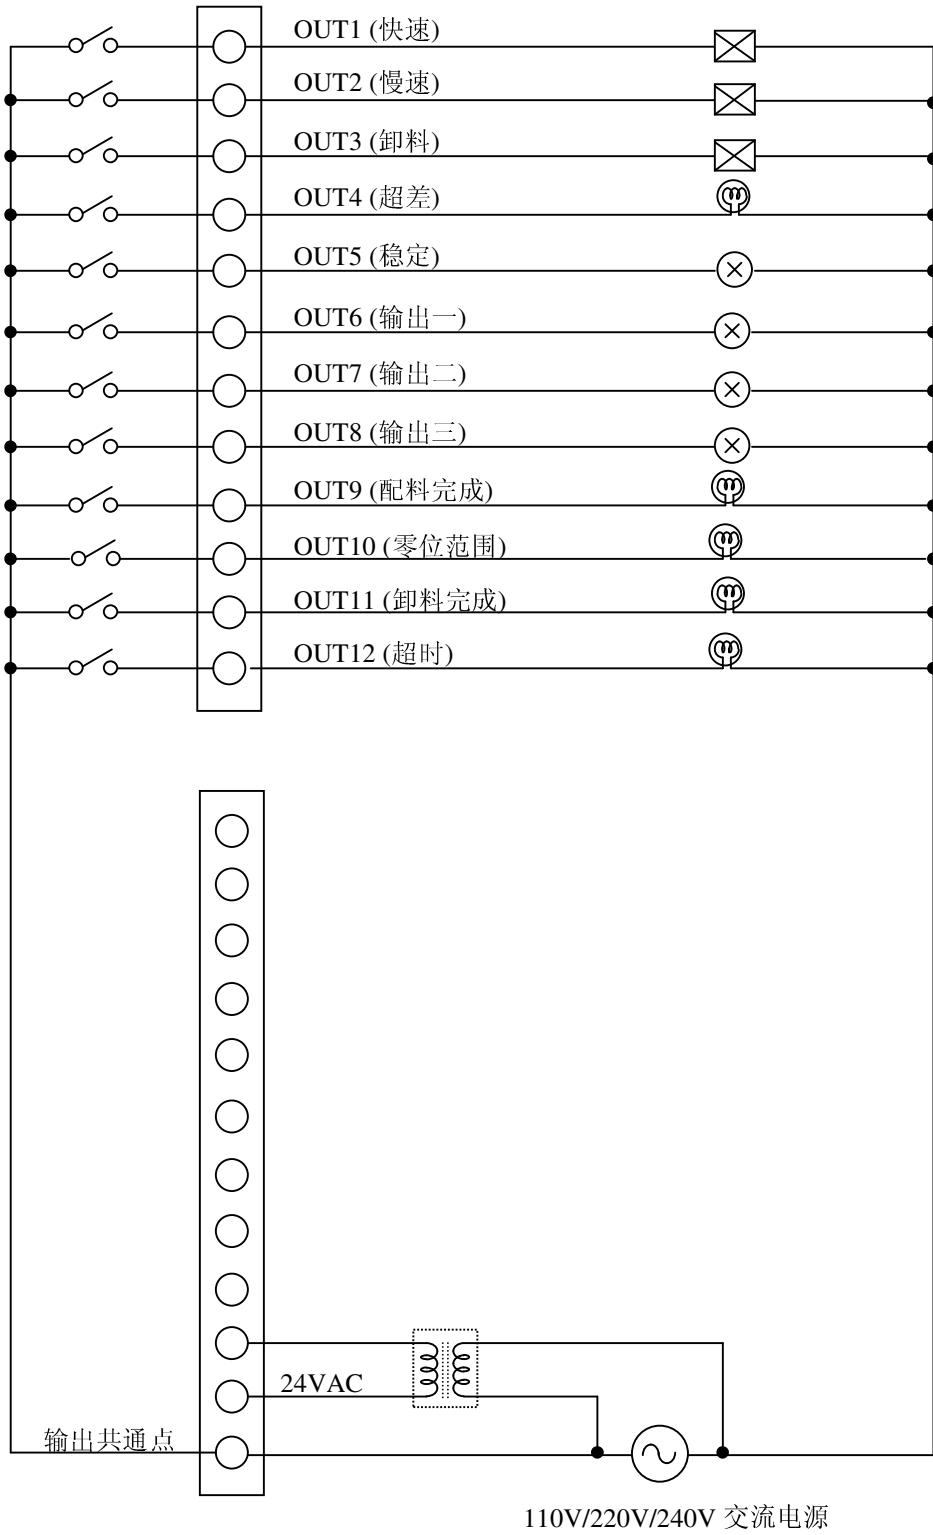 OUT1 (快速)
OUT2 (慢速)
OUT3 (卸料)
OUT4 (超差)
OUT5 (稳定)
OUT6 (输出一)
OUT7 (输出二)
OUT8 (输出三)
OUT9 (配料完成)
OUT10 (零位范围)
OUT11 (卸料完成)
OUT12 (超时)
24VAC
输出共通点
110V/220V/240V 交流电源